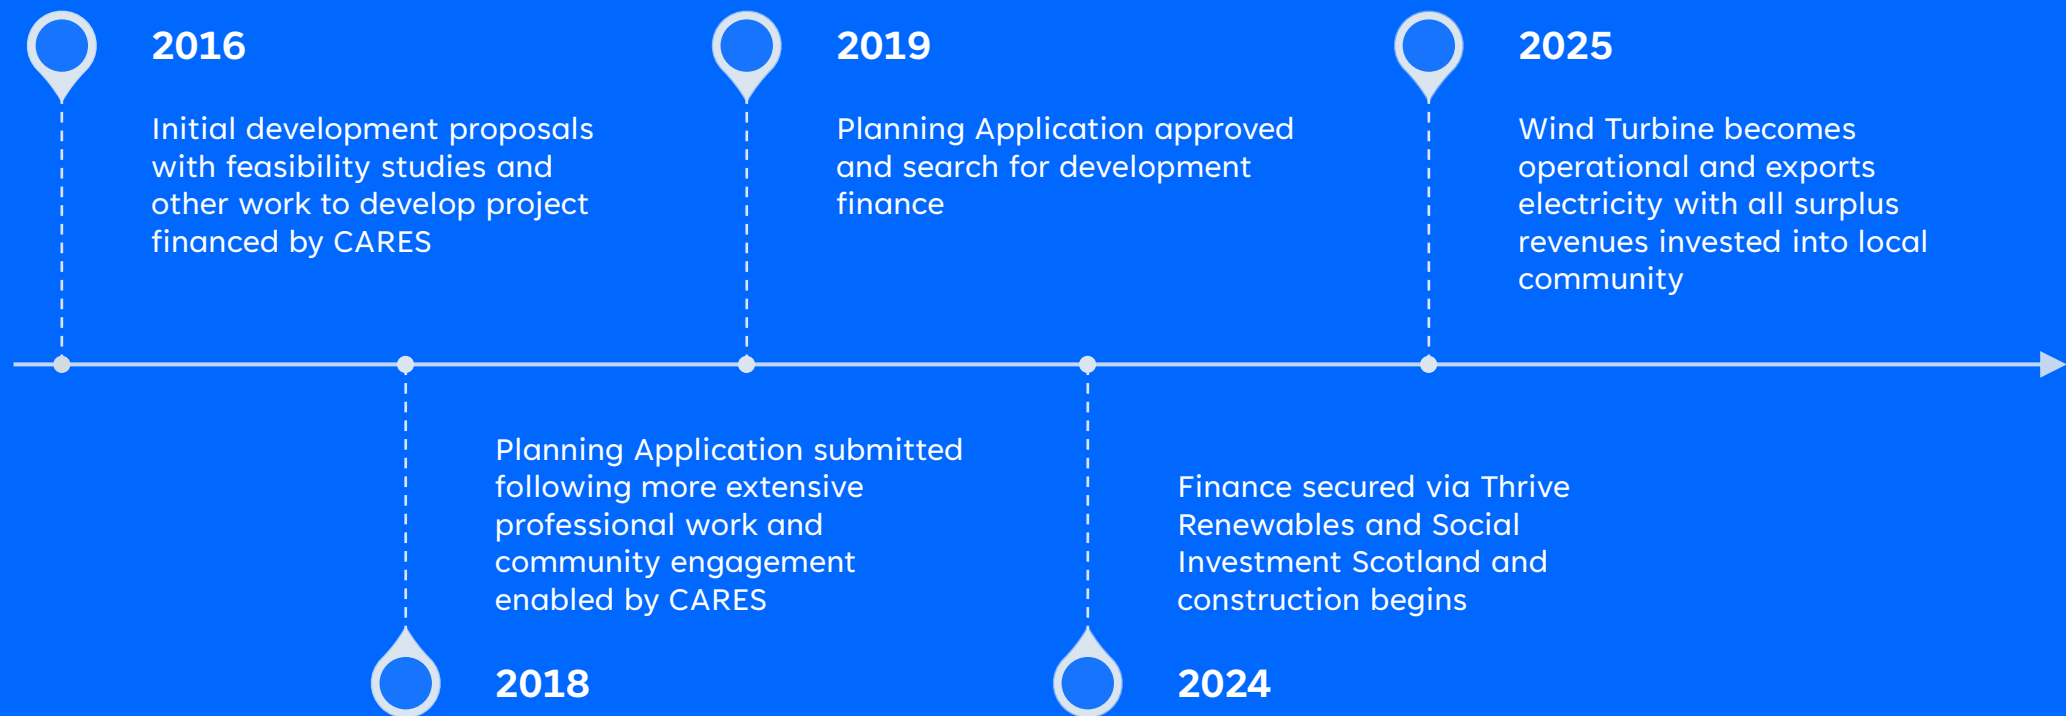 2016
Initial development proposals
with feasibility studies and
other work to develop project
financed by CARES
2019
Planning Application approved
and search for development
finance
2025
Wind Turbine becomes
operational and exports
electricity with all surplus
revenues invested into local
community
Planning Application submitted
following more extensive
professional work and
community engagement
enabled by CARES
2018
Finance secured via Thrive
Renewables and Social
Investment Scotland and
construction begins
2024